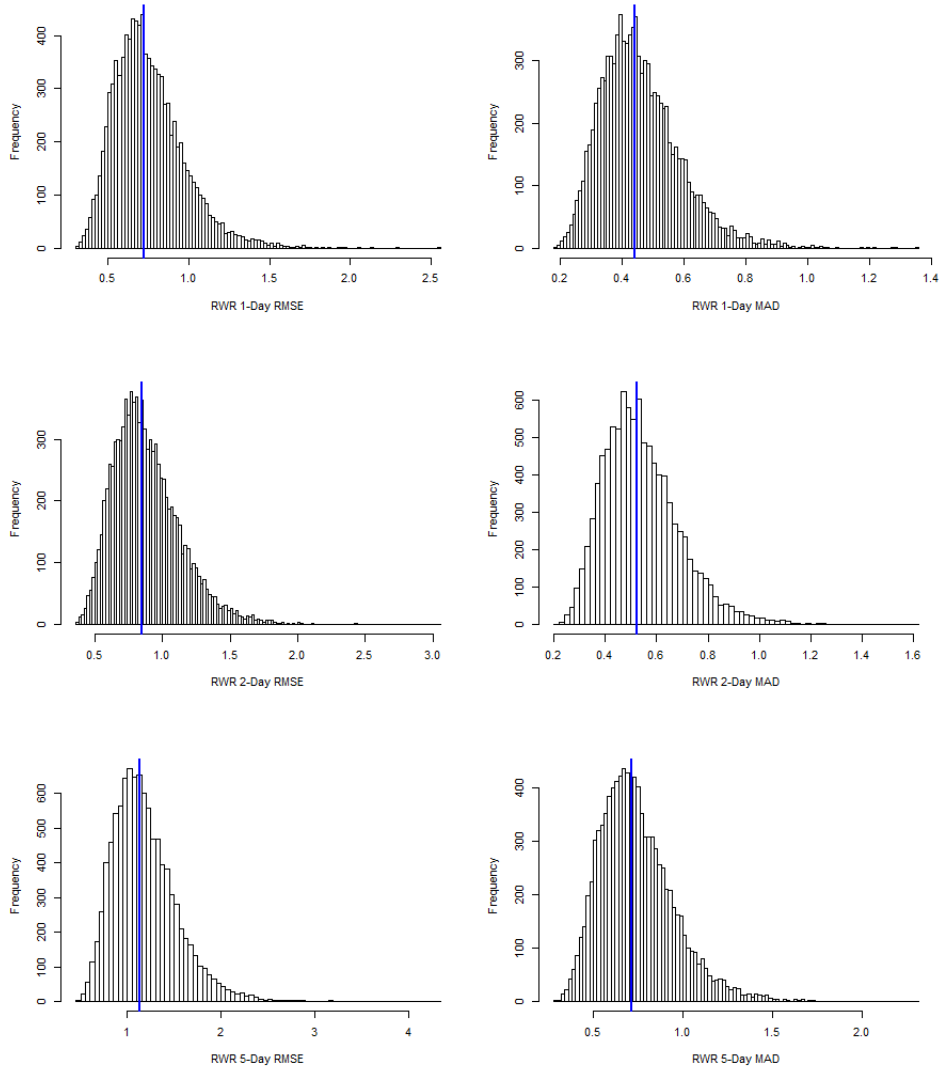 Frequency
0 100 200 300 400
0.5 1.0 1.5 2.0 2.5
RWR 1-Day RMSE
Frequency
0 100 200 300
0.2 0.4 0.6 0.8 1.0 1.2 1.4
RWR 1-Day MAD
Frequency
0 100 200 300
0.5 1.0 1.5 2.0 2.5 3.0
RWR 2-Day RMSE
Frequency
0 100 200 300 400 500 600
0.2 0.4 0.6 0.8 1.0 1.2 1.4 1.6
RWR 2-Day MAD
Frequency
0 100 200 300 400 500 600
1 2 3 4
RWR 5-Day RMSE
Frequency
0 100 200 300 400
0.5 1.0 1.5 2.0
RWR 5-Day MAD